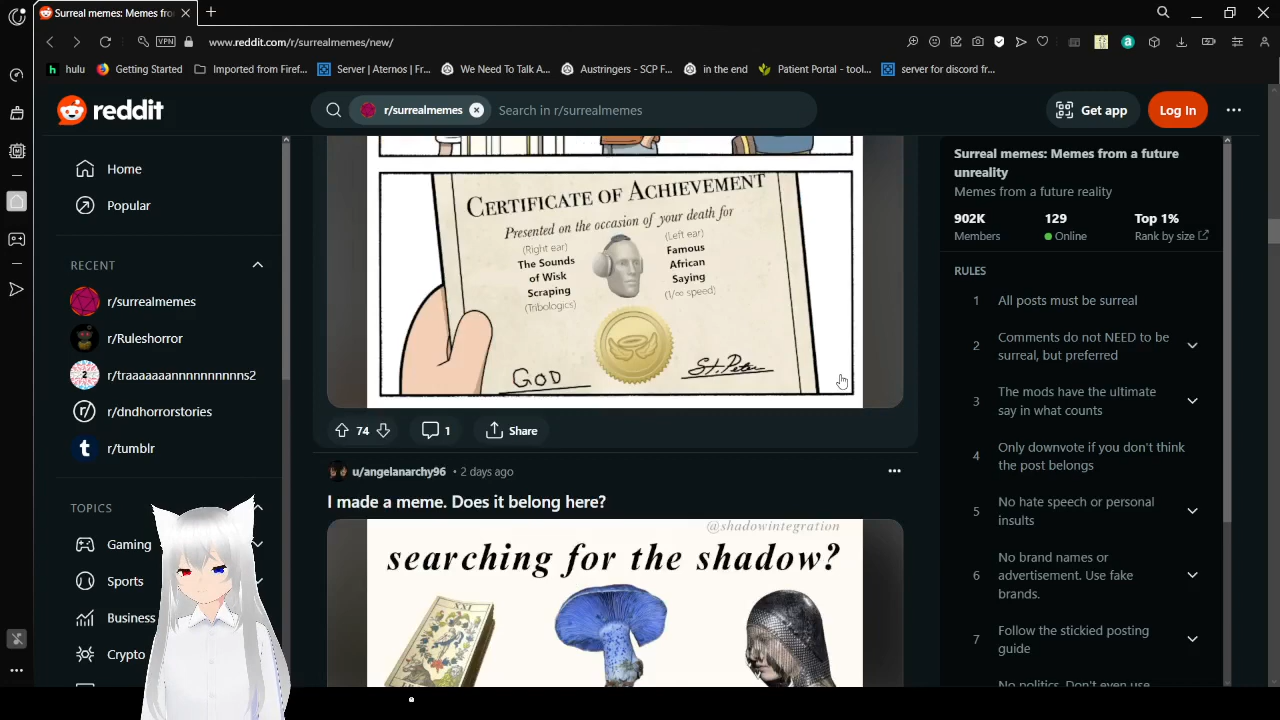 Surreal memes: Memes fro
www.reddit.com/r/surrealmemes/new/
VPN
hulu
Getting Started
Imported from Firef...
Server | Aternos | Fr...
We Need To Talk A...
Austringers - SCP F...
in the end
Patient Portal - tool...
server for discord fr...
reddit
r/surrealmemes
Search in r/surrealmemes
Get app
Log In
Home
Popular
RECENT
r/surrealmemes
r/Ruleshorror
r/traaaaaaannnnnnnnnns2
r/dndhorrorstories
r/tumblr
TOPICS
Gaming
Sports
Business
Crypto
CERTIFICATE OF ACHIEVEMENT
Presented on the occasion of your death for
(Right ear)
The Sounds
of Wisk
Scraping
(Tribologics)
(Left ear)
Famous
African
Saying
(1/∞ speed)
GOD
St. Peter
74
1
Share
u/angelanarchy96 • 2 days ago
I made a meme. Does it belong here?
@shadowintegration
searching for the shadow?
XXI
Surreal memes: Memes from a future
unreality
Memes from a future reality
902K
Members
129
Online
Top 1%
Rank by size
RULES
1 All posts must be surreal
2 Comments do not NEED to be
surreal, but preferred
3 The mods have the ultimate
say in what counts
4 Only downvote if you don't think
the post belongs
5 No hate speech or personal
insults
6 No brand names or
advertisement. Use fake
brands.
7 Follow the stickied posting
guide
No politics. Don't even use